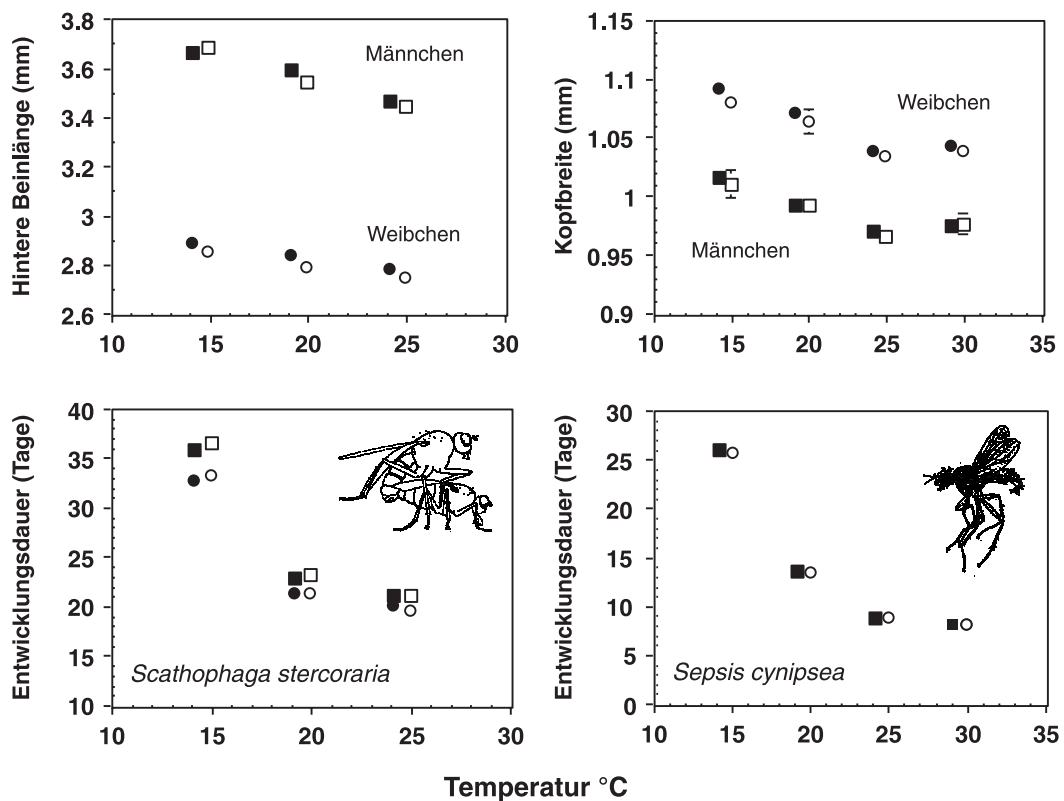 3.8
3.6
3.4
3.2
3
2.8
2.6
10 15 20 25 30
Hintere Beinlänge (mm)
Männchen
Weibchen
1.15
1.1
1.05
1
0.95
0.9
10 15 20 25 30 35
Kopfbreite (mm)
Weibchen
Männchen
40
35
30
25
20
15
10
10 15 20 25 30
Entwicklungsdauer (Tage)
Scathophaga stercoraria
30
25
20
15
10
5
0
10 15 20 25 30 35
Entwicklungsdauer (Tage)
Sepsis cynipsea
Temperatur °C